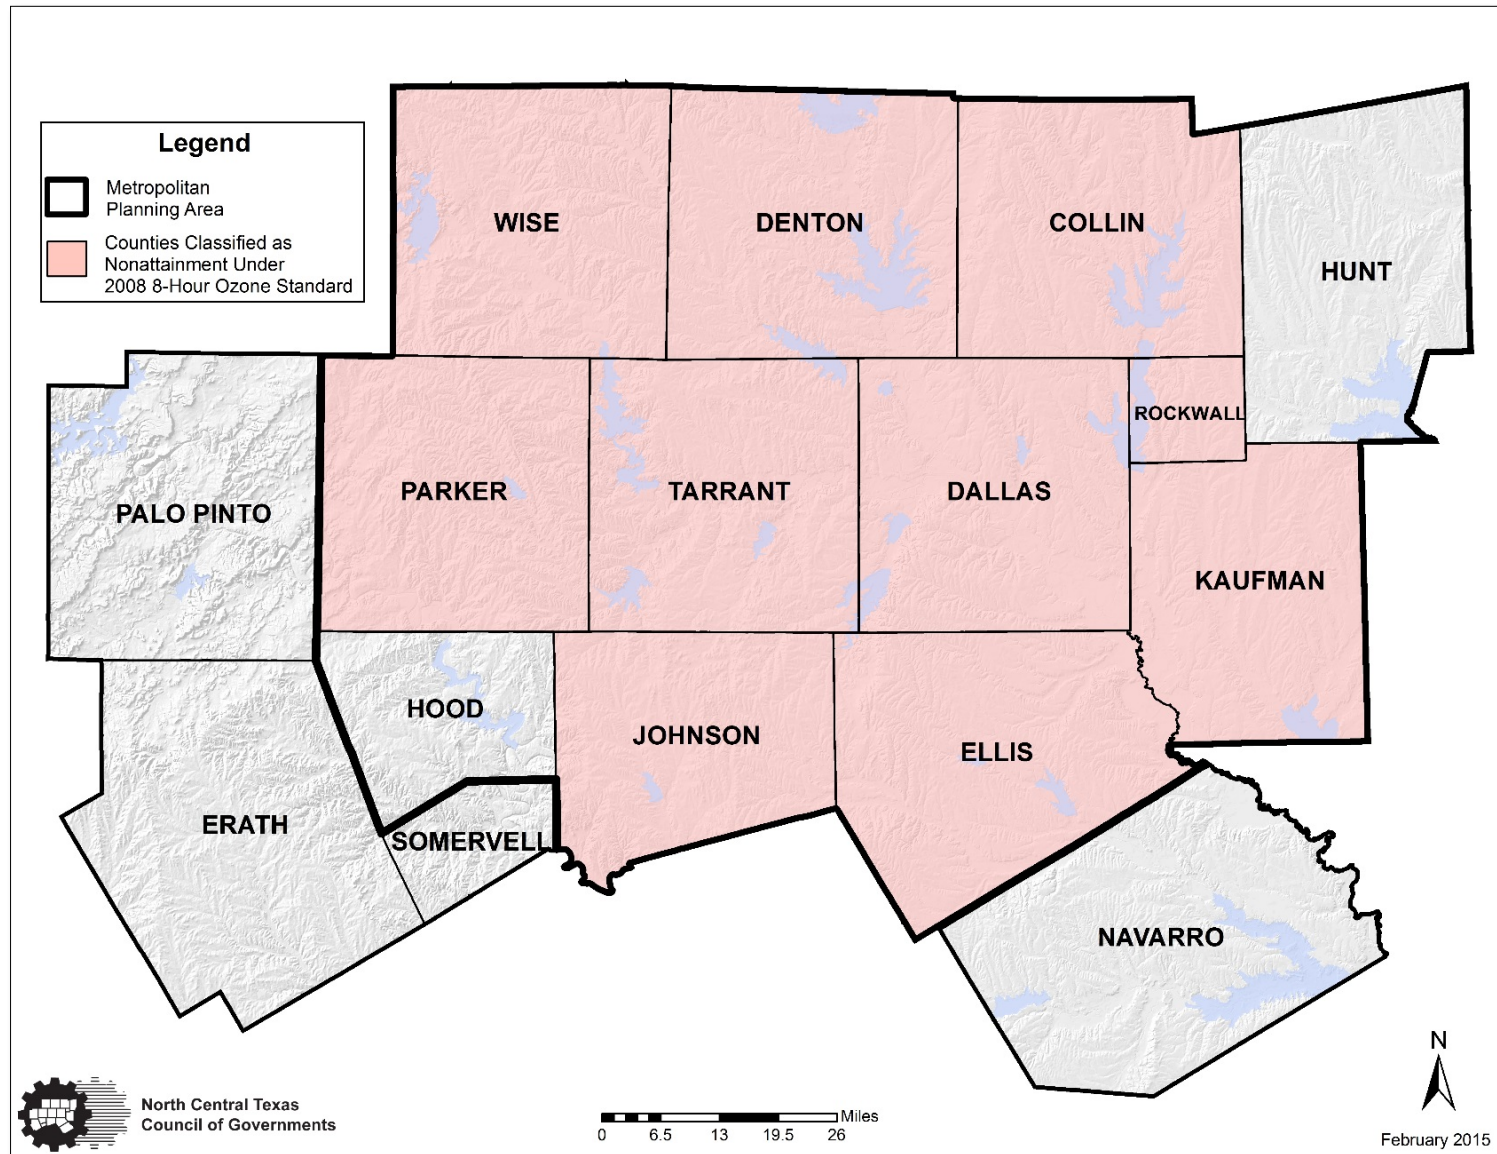 Legend
Metropolitan
Planning Area
Counties Classified as
Nonattainment Under
2008 8-Hour Ozone Standard
WISE
DENTON
COLLIN
HUNT
ROCKWALL
PALO PINTO
PARKER
TARRANT
DALLAS
KAUFMAN
HOOD
JOHNSON
ELLIS
ERATH
SOMERVELL
NAVARRO
N
North Central Texas
Council of Governments
Miles
0 6.5 13 19.5 26
February 2015